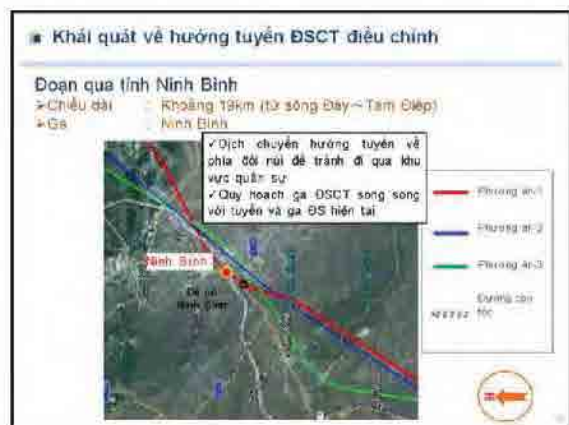 Khái quát về hướng tuyến ĐSCT điều chỉnh
Đoạn qua tỉnh Ninh Bình
➢Chiều dài : Khoảng 19km (từ sông Đáy~Tam Điệp)
➢Ga : Ninh Bình
✓Dịch chuyển hướng tuyến về
phía đồi núi để tránh đi qua khu
vực quân sự
✓Quy hoạch ga ĐSCT song song
với tuyến và ga ĐS hiện tại
Phương án-1
Phương án-2
Phương án-3
Đường cao
tốc
Ninh Bình
Ninh Bình